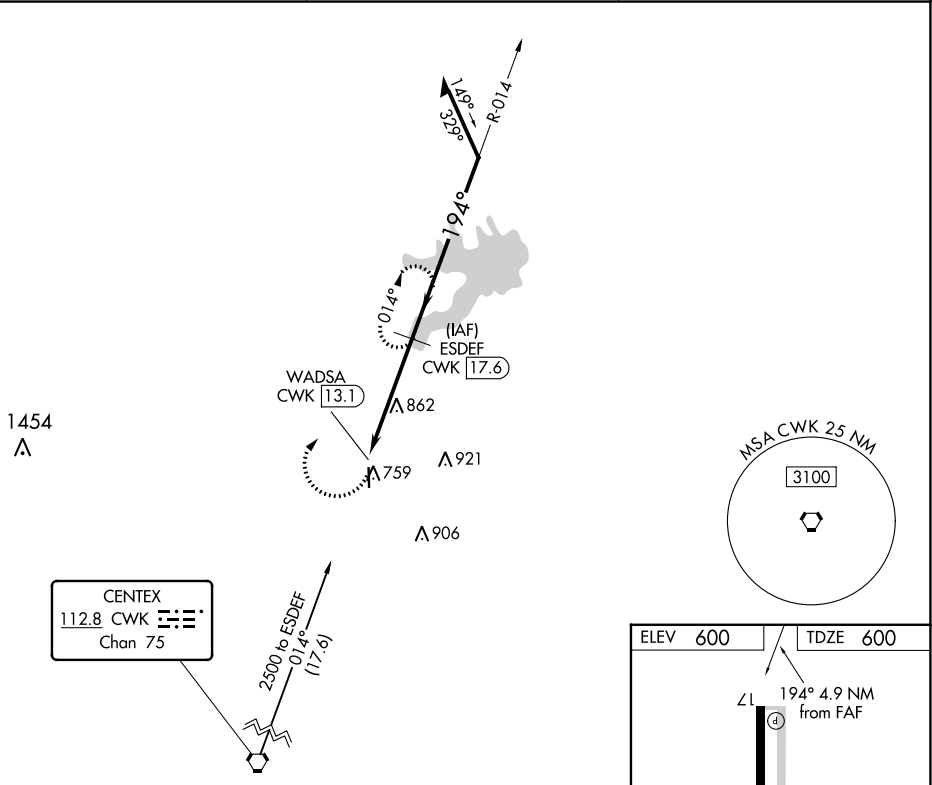 149°
329°
R-014
194°
014°
(IAF)
ESDEF
CWK 17.6
WADSA
CWK 13.1
862
1454
921
759
906
MSA CWK 25 NM
3100
CENTEX
112.8 CWK
Chan 75
2500 to ESDEF
014°
(17.6)
ELEV 600
TDZE 600
194° 4.9 NM
from FAF
17
P